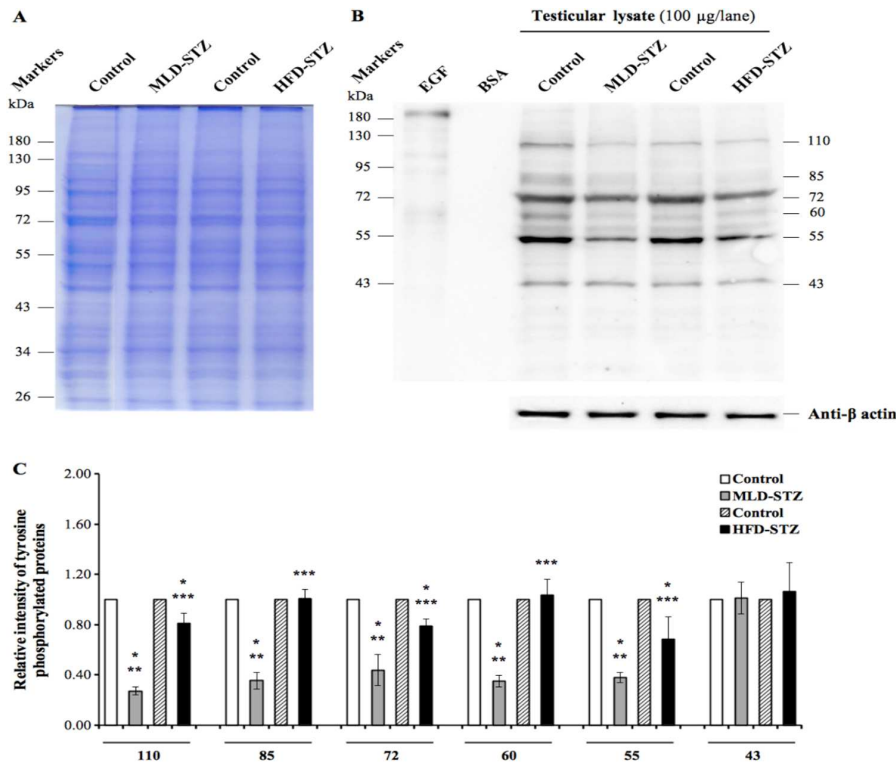 A
Markers
Control
MLD-STZ
Control
HFD-STZ
kDa
180
130
95
72
55
43
34
26
B
Testicular lysate (100 µg/lane)
Markers
EGF
BSA
Control
MLD-STZ
Control
HFD-STZ
kDa
180
130
95
72
55
43
110
85
72
60
55
43
Anti-β actin
C
Relative intensity of tyrosine
phosphorylated proteins
2.00
1.60
1.20
0.80
0.40
0.00
Control
MLD-STZ
Control
HFD-STZ
*
**
*
***
*
**
***
*
**
*
***
*
**
***
*
**
*
***
110 85 72 60 55 43